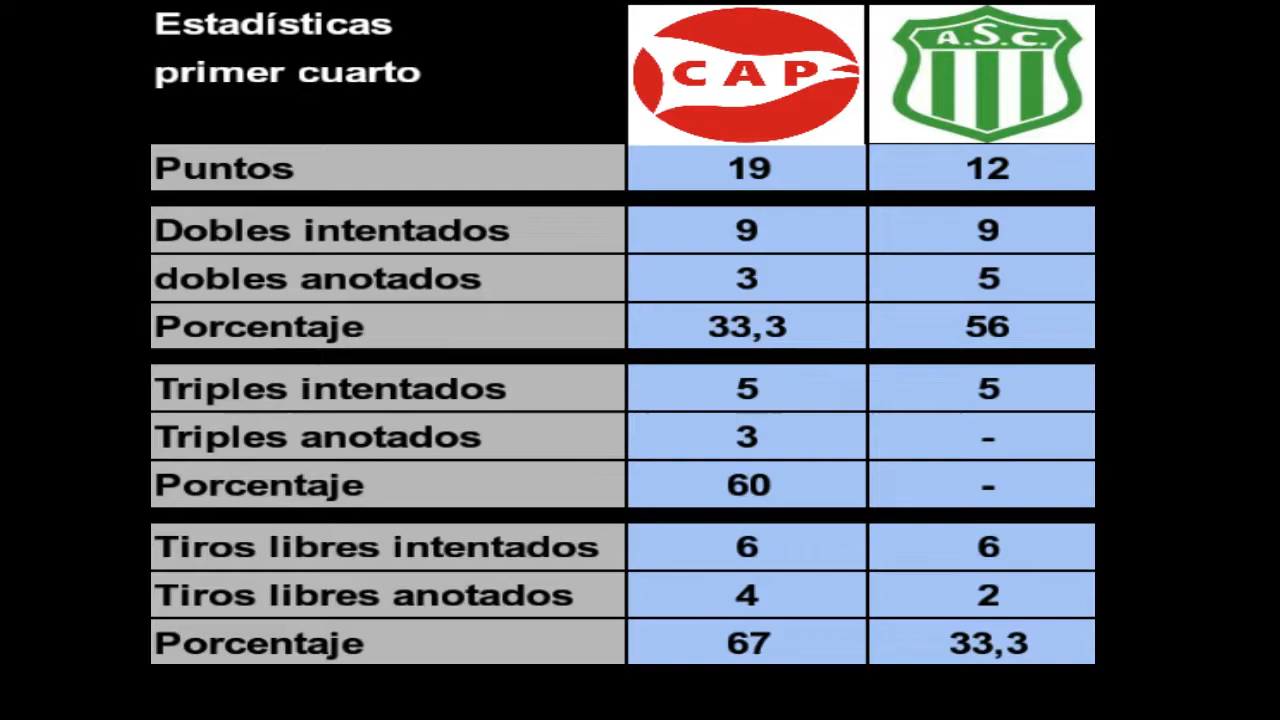 Estadísticas
primer cuarto
CAP
A.S.C.
Puntos 19 12
Dobles intentados 9 9
dobles anotados 3 5
Porcentaje 33,3 56
Triples intentados 5 5
Triples anotados 3 -
Porcentaje 60 -
Tiros libres intentados 6 6
Tiros libres anotados 4 2
Porcentaje 67 33,3